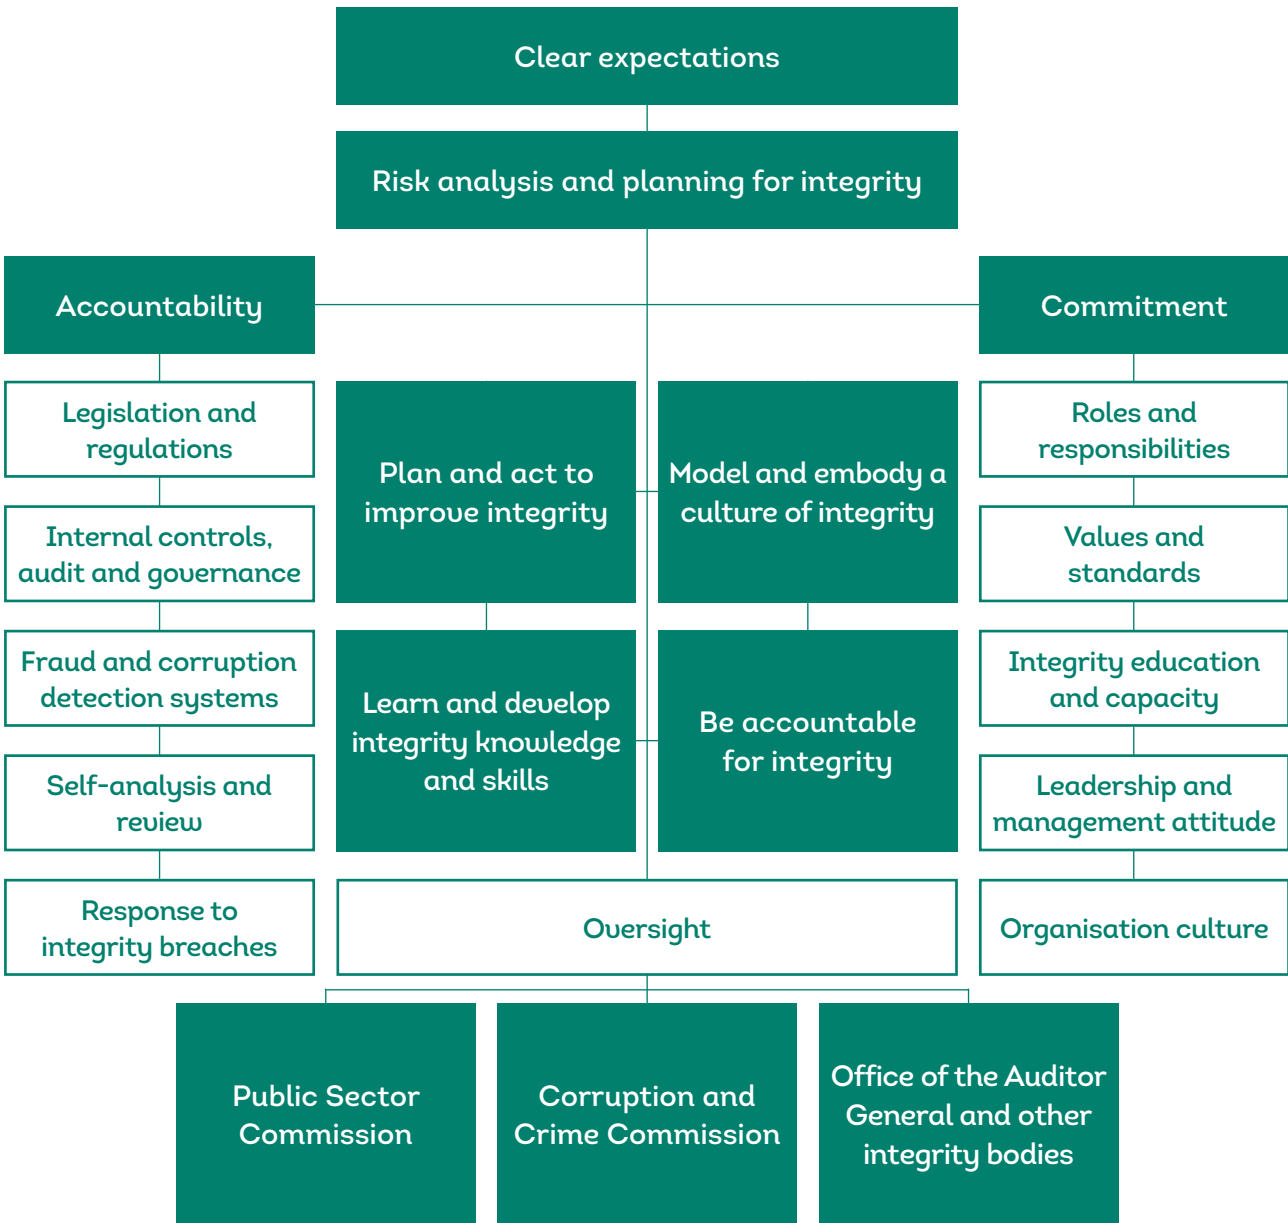 Clear expectations
Risk analysis and planning for integrity
Accountability
Commitment
Legislation and
regulations
Internal controls,
audit and governance
Fraud and corruption
detection systems
Self-analysis and
review
Response to
integrity breaches
Plan and act to
improve integrity
Model and embody a
culture of integrity
Learn and develop
integrity knowledge
and skills
Be accountable
for integrity
Roles and
responsibilities
Values and
standards
Integrity education
and capacity
Leadership and
management attitude
Organisation culture
Oversight
Public Sector
Commission
Corruption and
Crime Commission
Office of the Auditor
General and other
integrity bodies